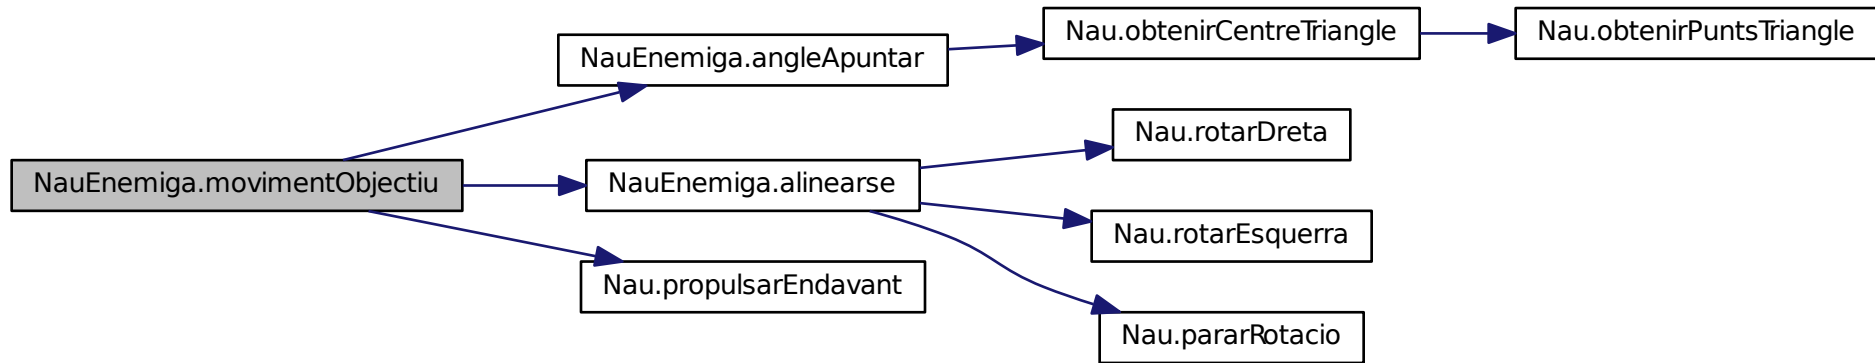 Nau.obtenirCentreTriangle
Nau.obtenirPuntsTriangle
NauEnemiga.angleApuntar
Nau.rotarDreta
NauEnemiga.movimentObjectiu
NauEnemiga.alinearse
Nau.rotarEsquerra
Nau.propulsarEndavant
Nau.pararRotacio